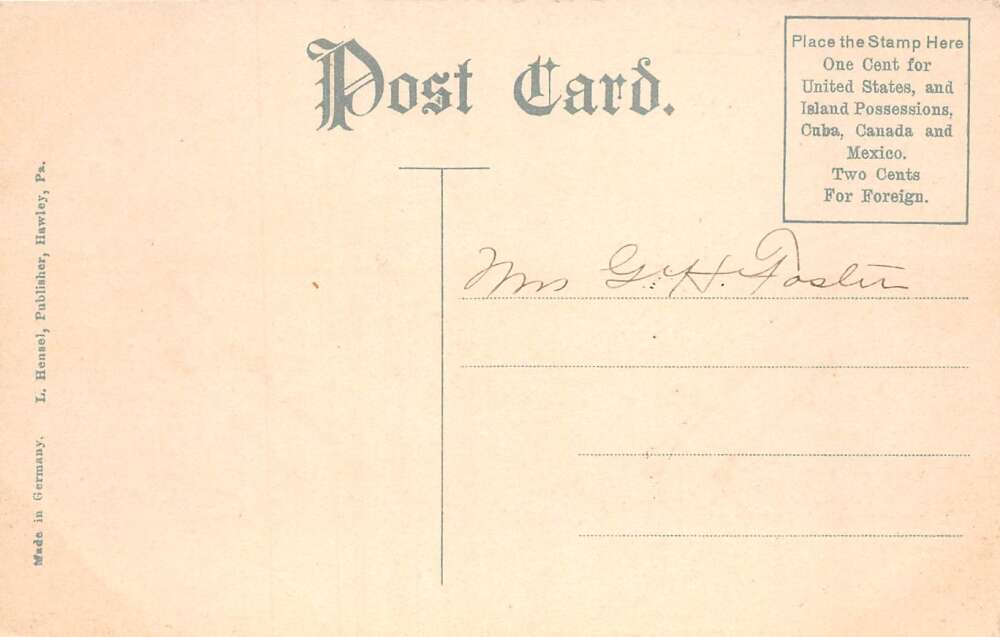 Post Card.
Place the Stamp Here
One Cent for
United States, and
Island Possessions,
Cuba, Canada and
Mexico.
Two Cents
For Foreign.
Mrs G. H. Foster
Made in Germany. L. Hensel, Publisher, Hawley, Pa.